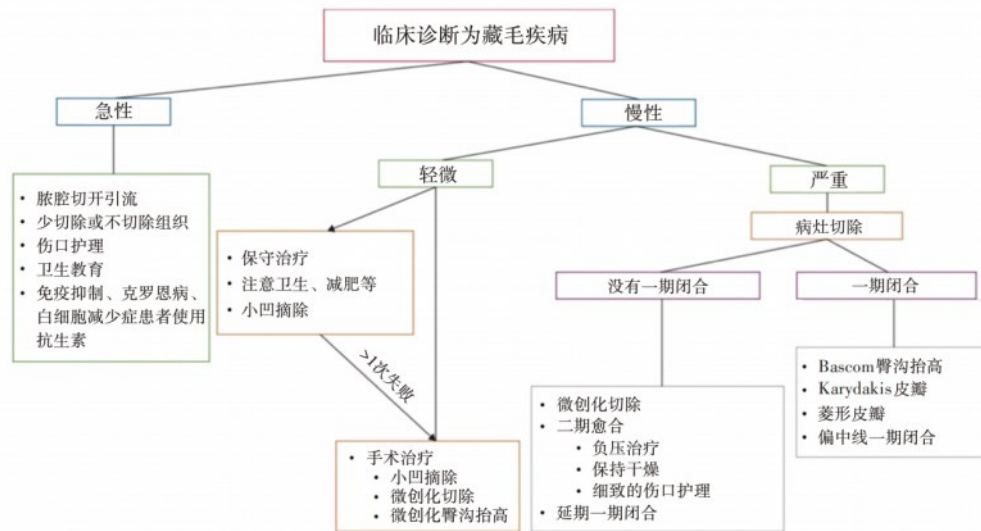 临床诊断为藏毛疾病
急性
慢性
轻微
严重
• 脓腔切开引流
• 少切除或不切除组织
• 伤口护理
• 卫生教育
• 免疫抑制、克罗恩病、
白细胞减少症患者使用
抗生素
• 保守治疗
• 注意卫生、减肥等
• 小凹摘除
>1次失败
• 手术治疗
• 小凹摘除
• 微创化切除
• 微创化臀沟抬高
病灶切除
没有一期闭合
一期闭合
• 微创化切除
• 二期愈合
• 负压治疗
• 保持干燥
• 细致的伤口护理
• 延期一期闭合
• Bascom臀沟抬高
• Karydakis皮瓣
• 菱形皮瓣
• 偏中线一期闭合